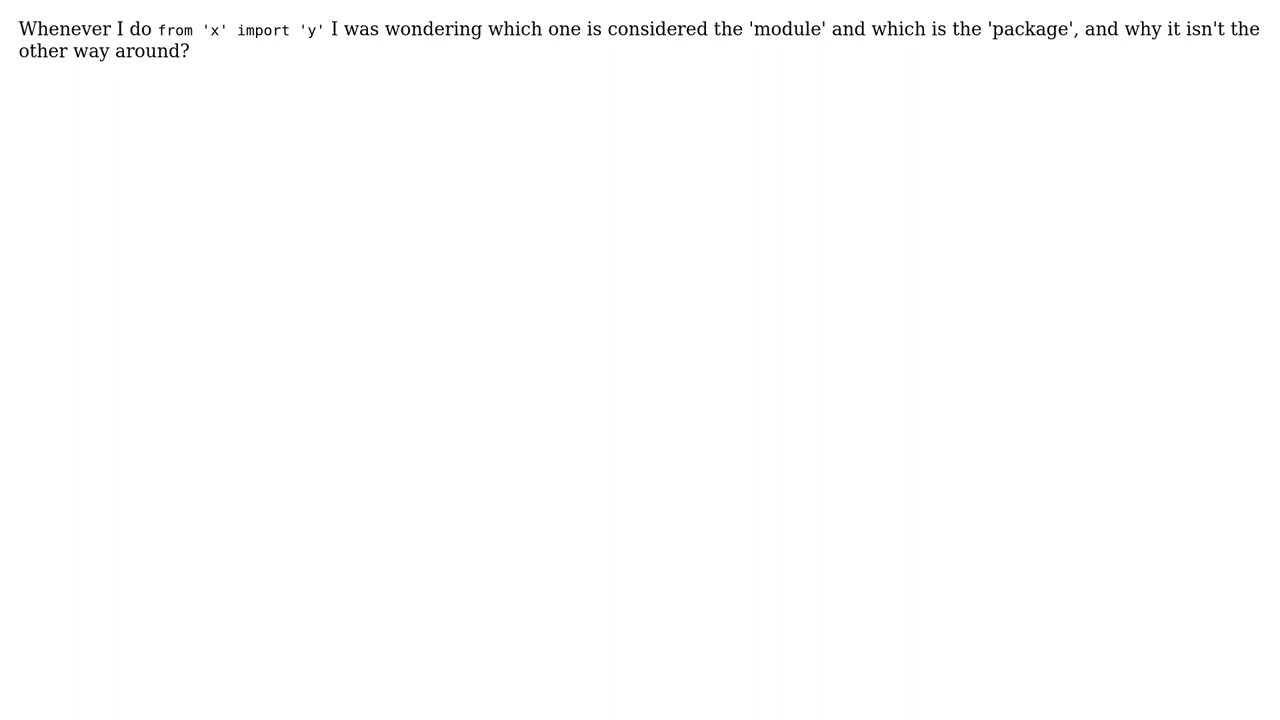 Whenever I do from 'x' import 'y' I was wondering which one is considered the 'module' and which is the 'package', and why it isn't the
other way around?